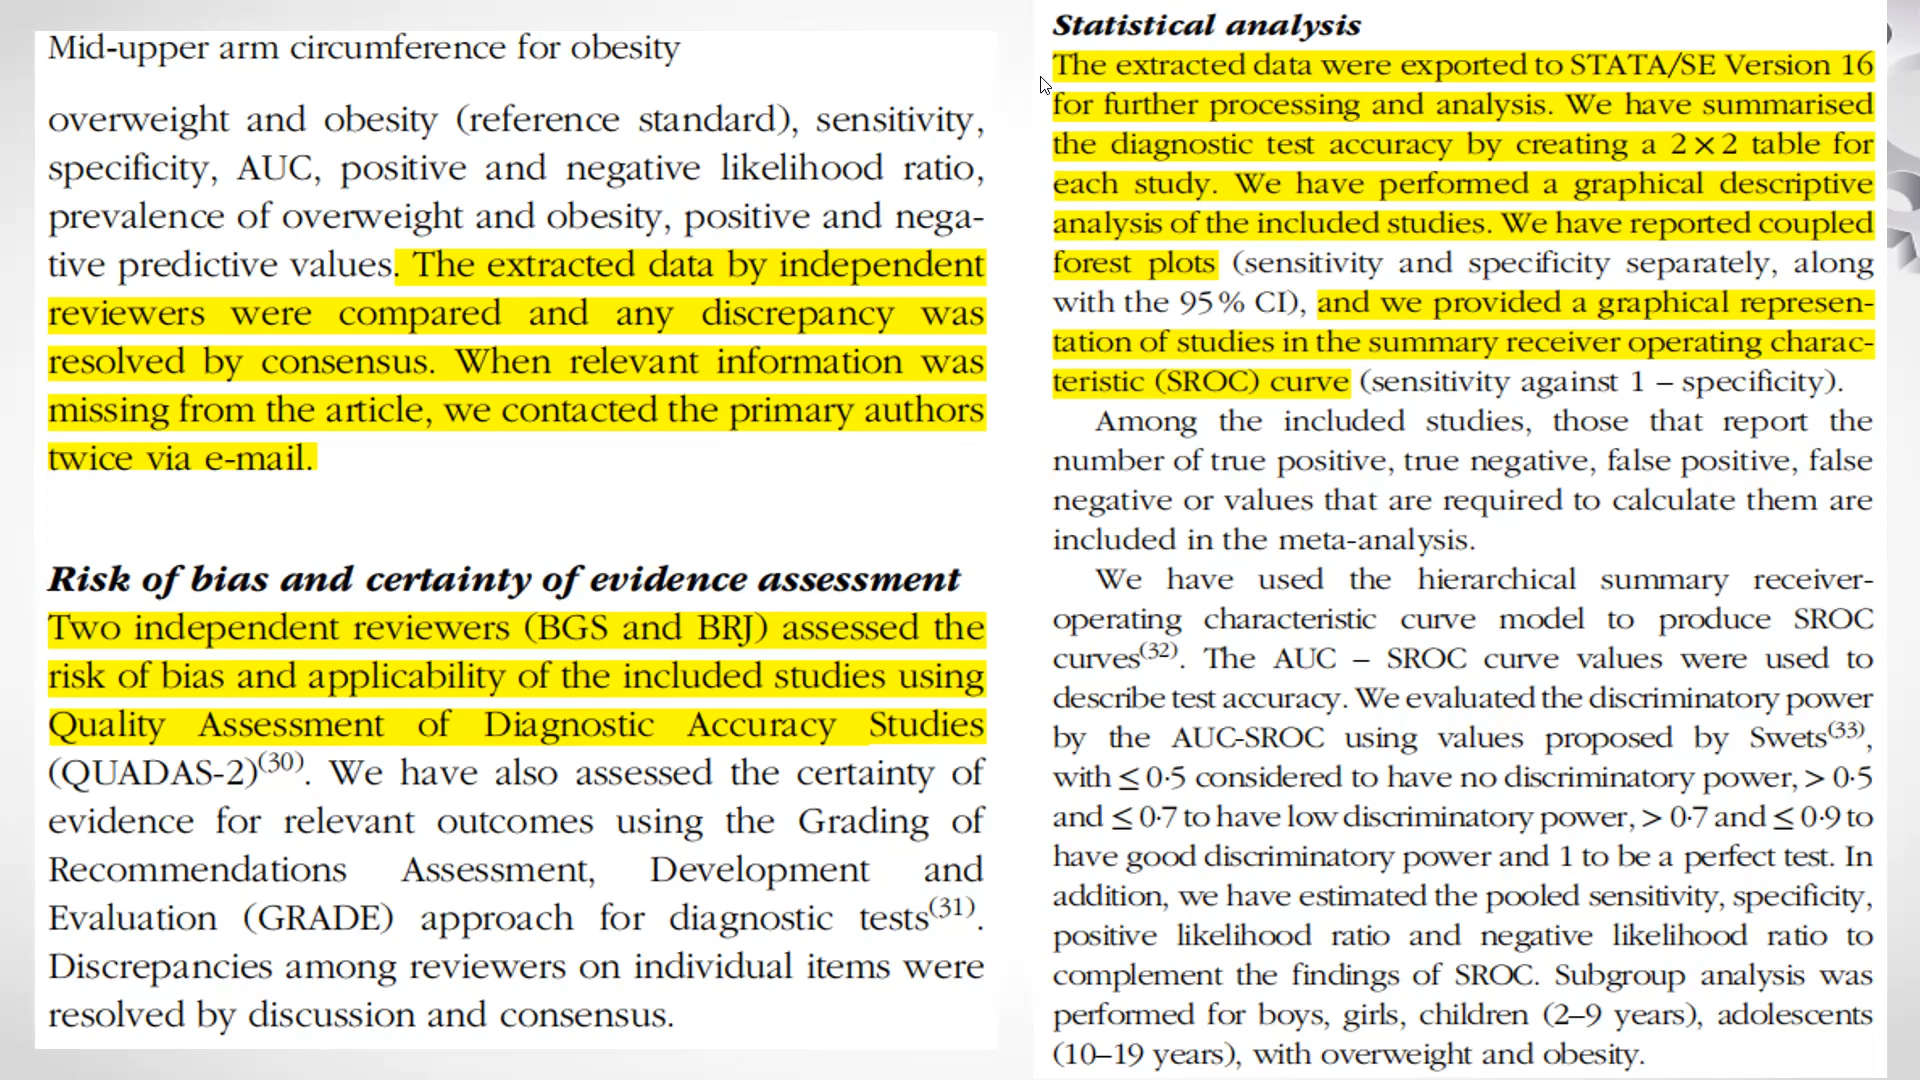 Mid-upper arm circumference for obesity
overweight and obesity (reference standard), sensitivity,
specificity, AUC, positive and negative likelihood ratio,
prevalence of overweight and obesity, positive and nega-
tive predictive values. The extracted data by independent
reviewers were compared and any discrepancy was
resolved by consensus. When relevant information was
missing from the article, we contacted the primary authors
twice via e-mail.
Risk of bias and certainty of evidence assessment
Two independent reviewers (BGS and BRJ) assessed the
risk of bias and applicability of the included studies using
Quality Assessment of Diagnostic Accuracy Studies
(QUADAS-2)(30). We have also assessed the certainty of
evidence for relevant outcomes using the Grading of
Recommendations Assessment, Development and
Evaluation (GRADE) approach for diagnostic tests(31).
Discrepancies among reviewers on individual items were
resolved by discussion and consensus.
Statistical analysis
The extracted data were exported to STATA/SE Version 16
for further processing and analysis. We have summarised
the diagnostic test accuracy by creating a 2 × 2 table for
each study. We have performed a graphical descriptive
analysis of the included studies. We have reported coupled
forest plots (sensitivity and specificity separately, along
with the 95 % CI), and we provided a graphical represen-
tation of studies in the summary receiver operating charac-
teristic (SROC) curve (sensitivity against 1 – specificity).
Among the included studies, those that report the
number of true positive, true negative, false positive, false
negative or values that are required to calculate them are
included in the meta-analysis.
We have used the hierarchical summary receiver-
operating characteristic curve model to produce SROC
curves(32). The AUC – SROC curve values were used to
describe test accuracy. We evaluated the discriminatory power
by the AUC-SROC using values proposed by Swets(33),
with ≤ 0·5 considered to have no discriminatory power, > 0·5
and ≤ 0·7 to have low discriminatory power, > 0·7 and ≤ 0·9 to
have good discriminatory power and 1 to be a perfect test. In
addition, we have estimated the pooled sensitivity, specificity,
positive likelihood ratio and negative likelihood ratio to
complement the findings of SROC. Subgroup analysis was
performed for boys, girls, children (2–9 years), adolescents
(10–19 years), with overweight and obesity.